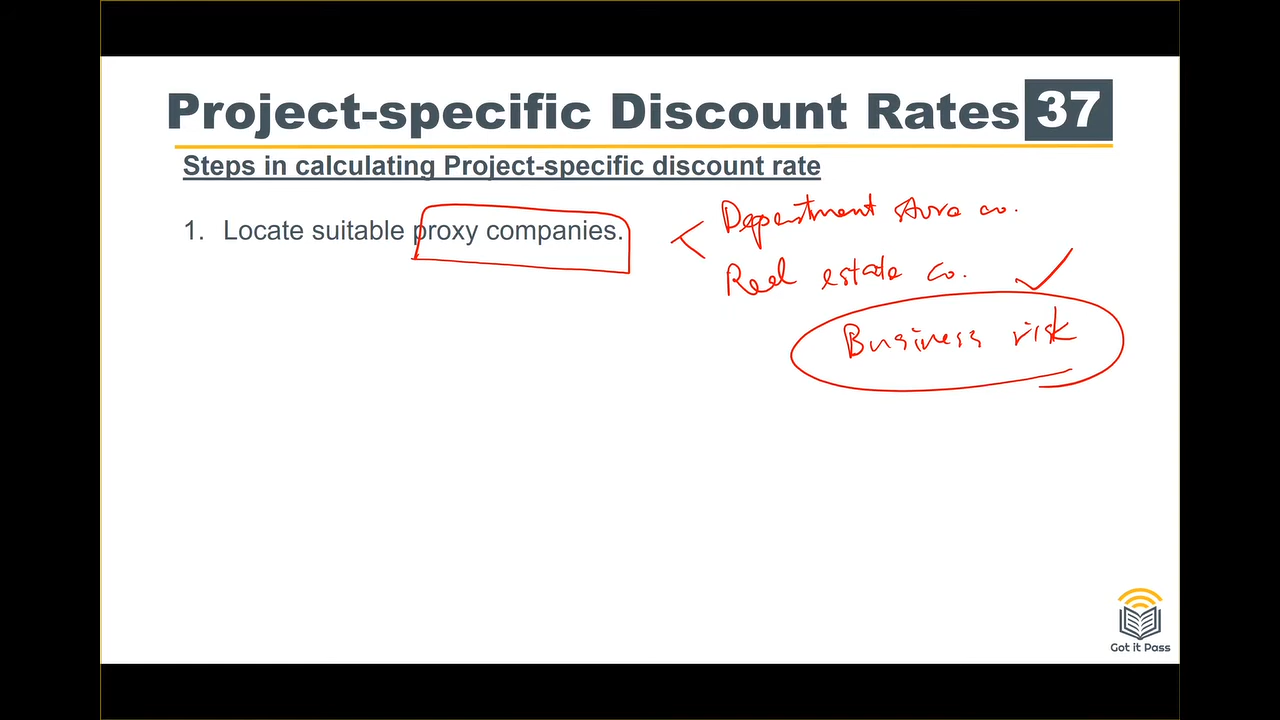 Project-specific Discount Rates 37
Steps in calculating Project-specific discount rate
1. Locate suitable proxy companies.
Department store co.
Real estate co.
Business risk
Got it Pass